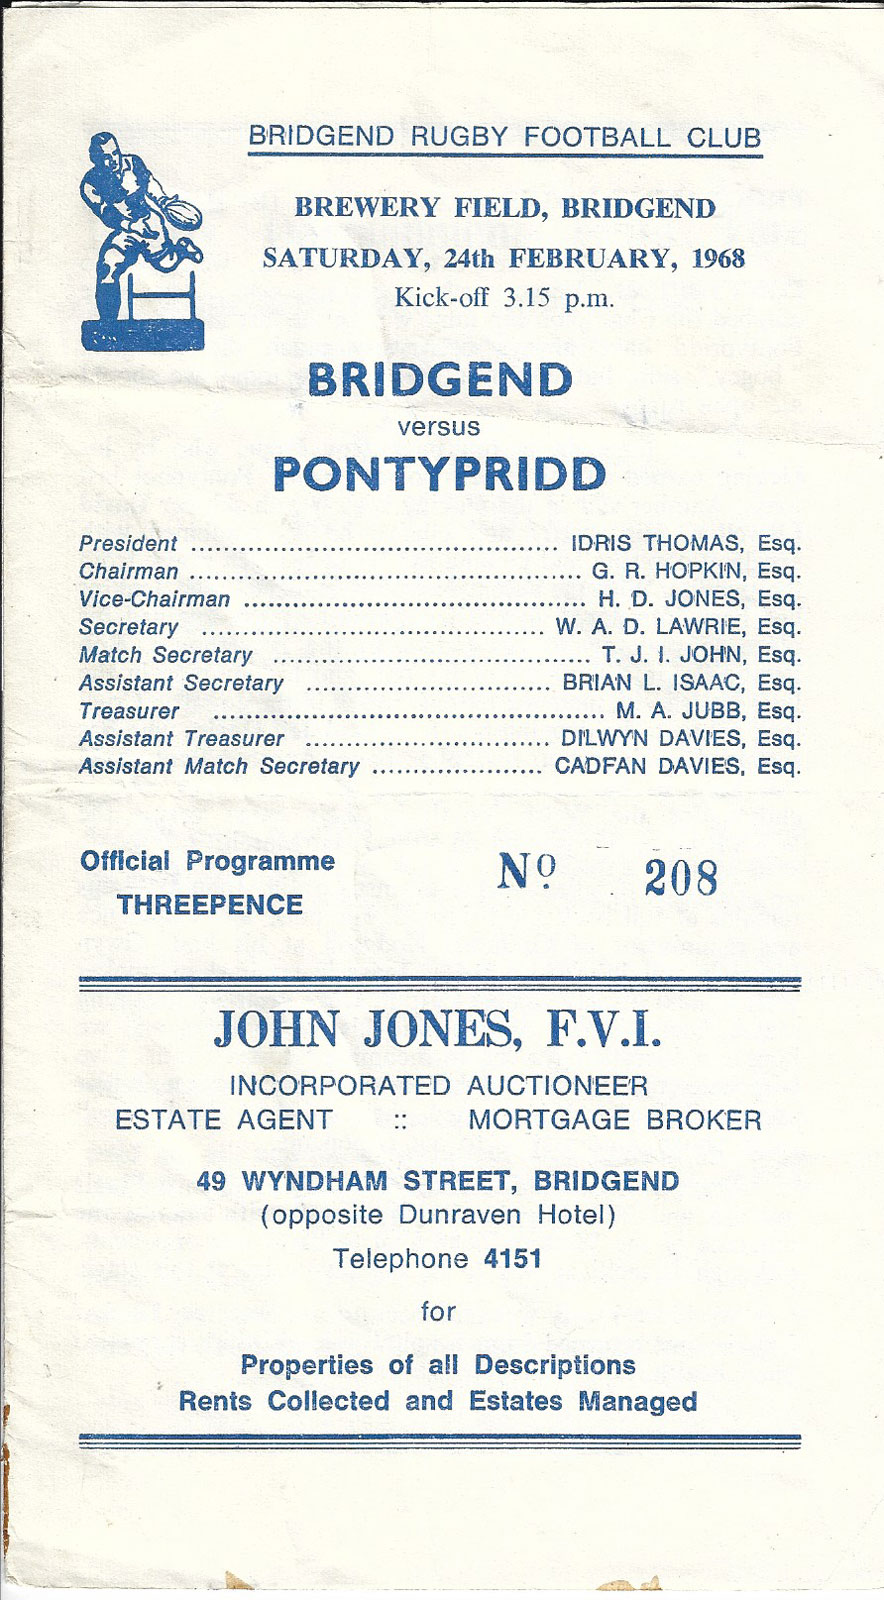 BRIDGEND RUGBY FOOTBALL CLUB
BREWERY FIELD, BRIDGEND
SATURDAY, 24th FEBRUARY, 1968
Kick-off 3.15 p.m.
BRIDGEND
versus
PONTYPRIDD
President ............................................ IDRIS THOMAS, Esq.
Chairman ............................................... G. R. HOPKIN, Esq.
Vice-Chairman .......................................... H. D. JONES, Esq.
Secretary .......................................... W. A. D. LAWRIE, Esq.
Match Secretary ....................................... T. J. I. JOHN, Esq.
Assistant Secretary .............................. BRIAN L. ISAAC, Esq.
Treasurer ................................................ M. A. JUBB, Esq.
Assistant Treasurer .............................. DILWYN DAVIES, Esq.
Assistant Match Secretary ..................... CADFAN DAVIES, Esq.
Official Programme
THREEPENCE
No. 208
JOHN JONES, F.V.I.
INCORPORATED AUCTIONEER
ESTATE AGENT :: MORTGAGE BROKER
49 WYNDHAM STREET, BRIDGEND
(opposite Dunraven Hotel)
Telephone 4151
for
Properties of all Descriptions
Rents Collected and Estates Managed